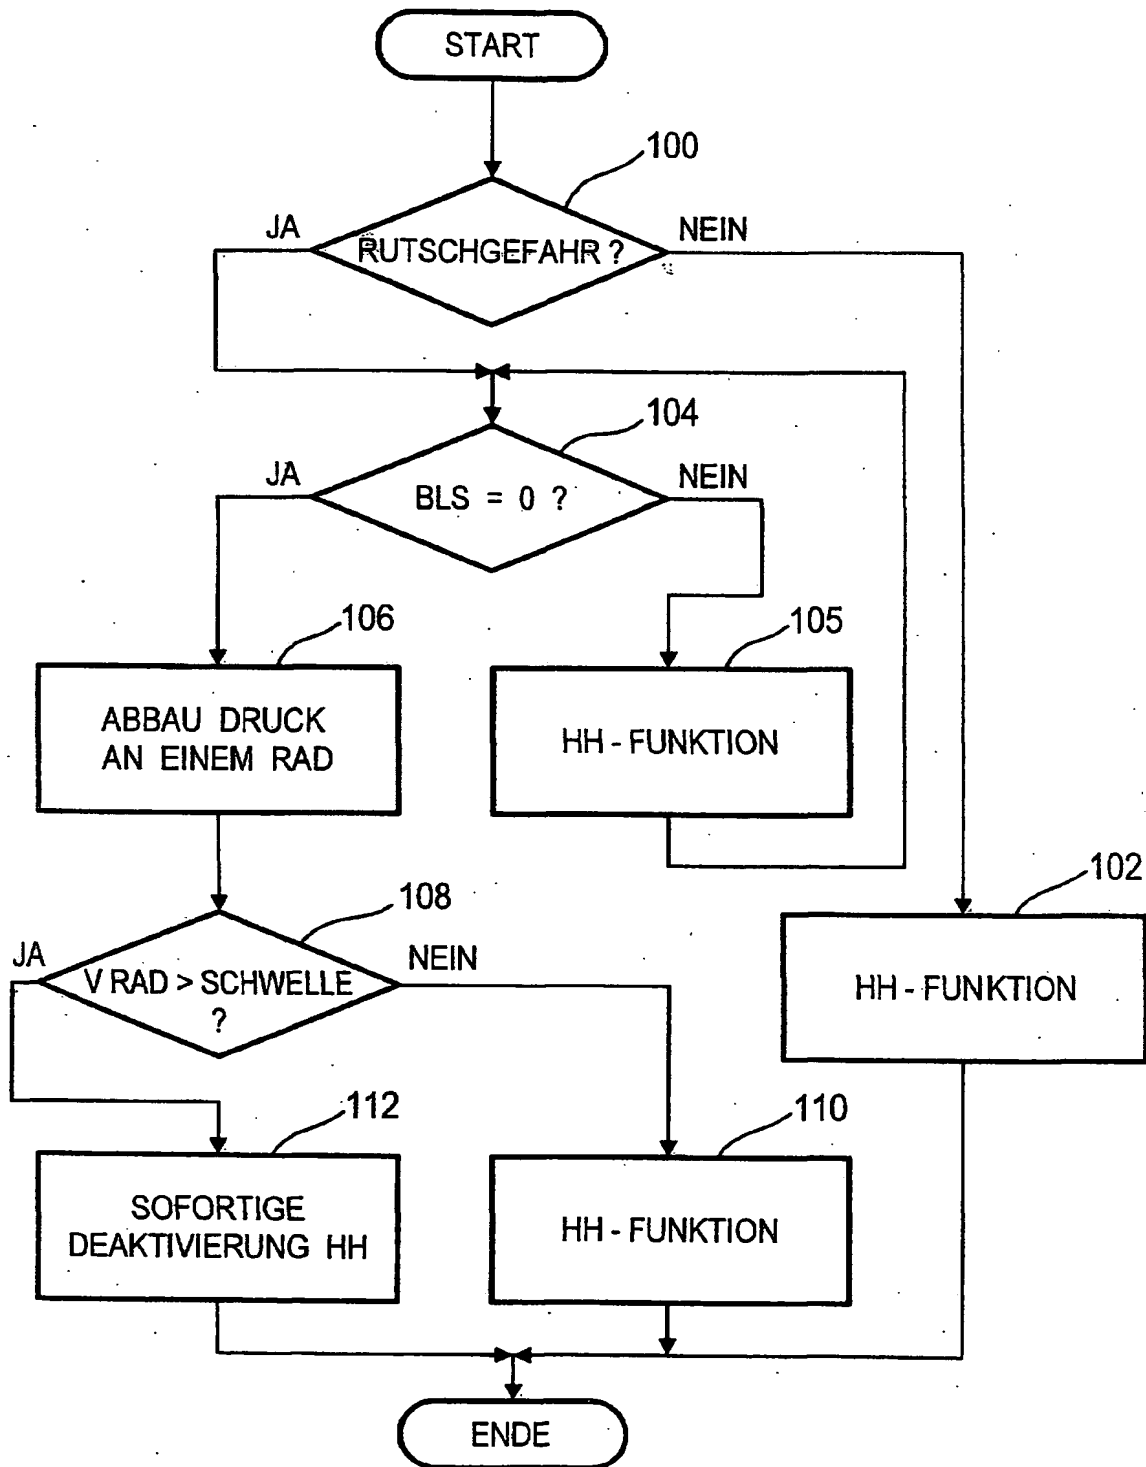 START
100
JA
NEIN
RUTSCHGEFAHR ?
104
JA
NEIN
BLS = 0 ?
106
105
ABBAU DRUCK
AN EINEM RAD
HH - FUNKTION
102
108
JA
NEIN
V RAD > SCHWELLE
?
HH - FUNKTION
112
110
SOFORTIGE
DEAKTIVIERUNG HH
HH - FUNKTION
ENDE